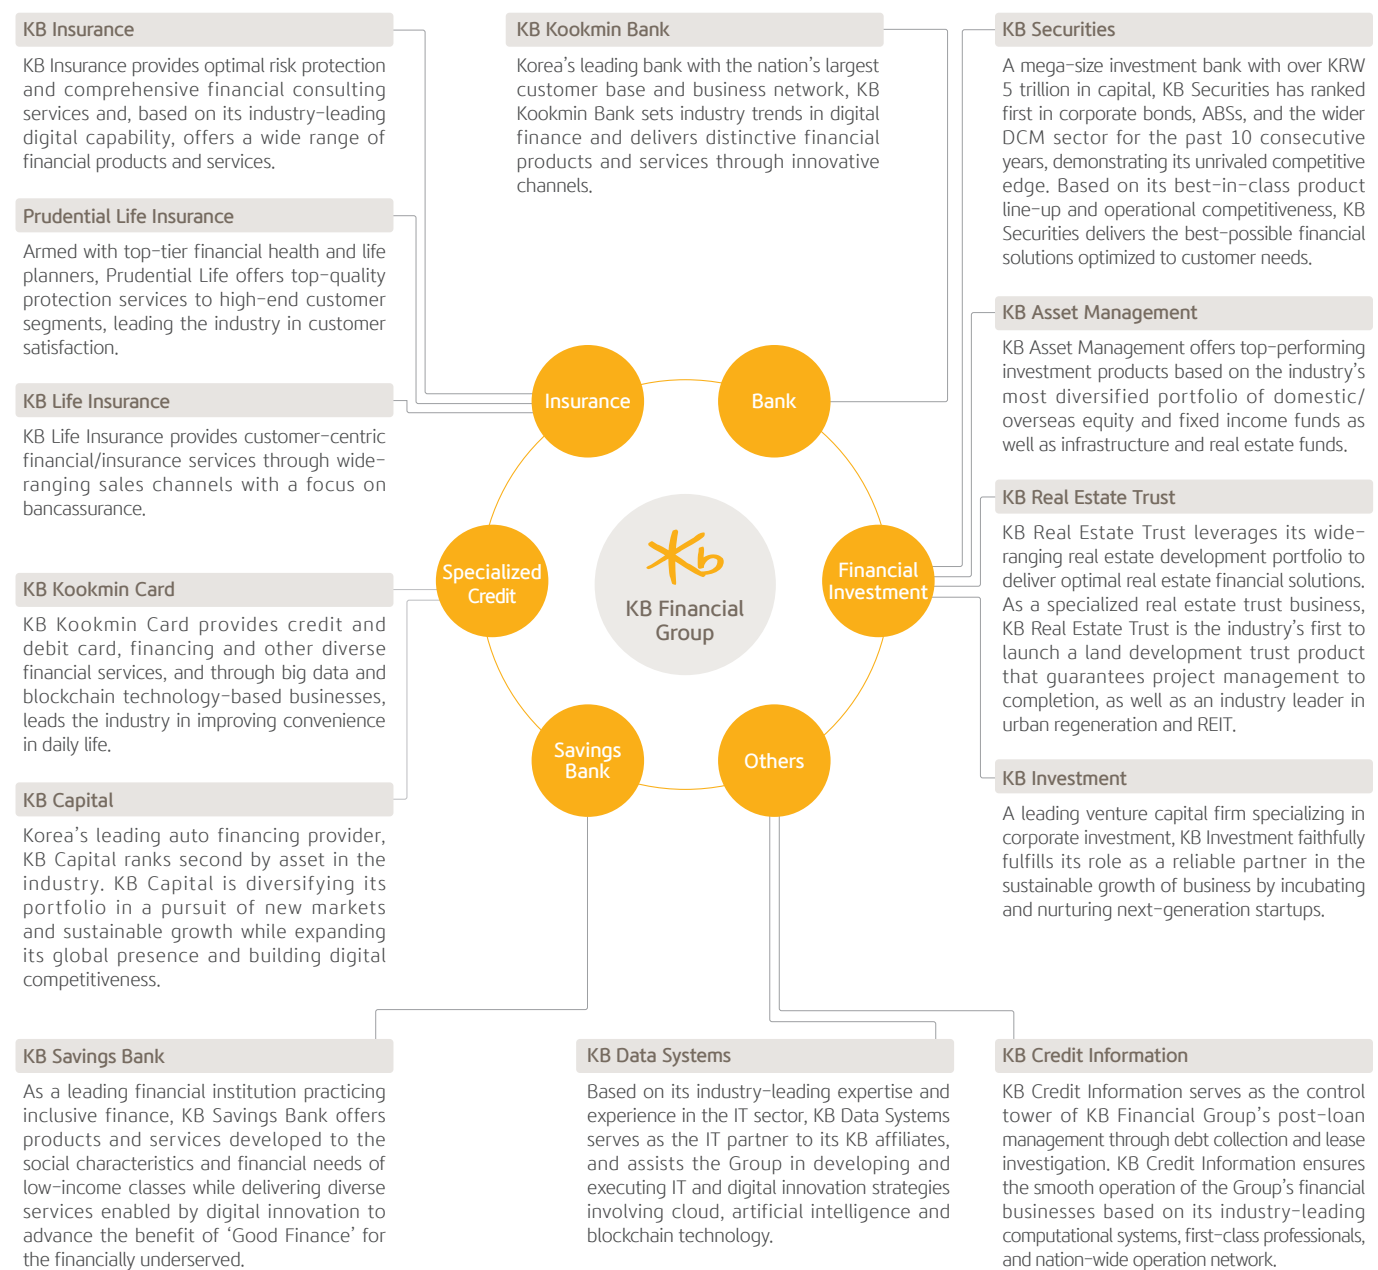 KB Insurance
KB Insurance provides optimal risk protection
and comprehensive financial consulting
services and, based on its industry-leading
digital capability, offers a wide range of
financial products and services.
Prudential Life Insurance
Armed with top-tier financial health and life
planners, Prudential Life offers top-quality
protection services to high-end customer
segments, leading the industry in customer
satisfaction.
KB Life Insurance
KB Life Insurance provides customer-centric
financial/insurance services through wide-
ranging sales channels with a focus on
bancassurance.
KB Kookmin Card
KB Kookmin Card provides credit and
debit card, financing and other diverse
financial services, and through big data and
blockchain technology-based businesses,
leads the industry in improving convenience
in daily life.
KB Capital
Korea's leading auto financing provider,
KB Capital ranks second by asset in the
industry. KB Capital is diversifying its
portfolio in a pursuit of new markets
and sustainable growth while expanding
its global presence and building digital
competitiveness.
KB Savings Bank
As a leading financial institution practicing
inclusive finance, KB Savings Bank offers
products and services developed to the
social characteristics and financial needs of
low-income classes while delivering diverse
services enabled by digital innovation to
advance the benefit of 'Good Finance' for
the financially underserved.
KB Kookmin Bank
Korea's leading bank with the nation's largest
customer base and business network, KB
Kookmin Bank sets industry trends in digital
finance and delivers distinctive financial
products and services through innovative
channels.
Insurance
Bank
Specialized
Credit
Kb
KB Financial
Group
Financial
Investment
Savings
Bank
Others
KB Data Systems
Based on its industry-leading expertise and
experience in the IT sector, KB Data Systems
serves as the IT partner to its KB affiliates,
and assists the Group in developing and
executing IT and digital innovation strategies
involving cloud, artificial intelligence and
blockchain technology.
KB Securities
A mega-size investment bank with over KRW
5 trillion in capital, KB Securities has ranked
first in corporate bonds, ABSs, and the wider
DCM sector for the past 10 consecutive
years, demonstrating its unrivaled competitive
edge. Based on its best-in-class product
line-up and operational competitiveness, KB
Securities delivers the best-possible financial
solutions optimized to customer needs.
KB Asset Management
KB Asset Management offers top-performing
investment products based on the industry's
most diversified portfolio of domestic/
overseas equity and fixed income funds as
well as infrastructure and real estate funds.
KB Real Estate Trust
KB Real Estate Trust leverages its wide-
ranging real estate development portfolio to
deliver optimal real estate financial solutions.
As a specialized real estate trust business,
KB Real Estate Trust is the industry's first to
launch a land development trust product
that guarantees project management to
completion, as well as an industry leader in
urban regeneration and REIT.
KB Investment
A leading venture capital firm specializing in
corporate investment, KB Investment faithfully
fulfills its role as a reliable partner in the
sustainable growth of business by incubating
and nurturing next-generation startups.
KB Credit Information
KB Credit Information serves as the control
tower of KB Financial Group's post-loan
management through debt collection and lease
investigation. KB Credit Information ensures
the smooth operation of the Group's financial
businesses based on its industry-leading
computational systems, first-class professionals,
and nation-wide operation network.